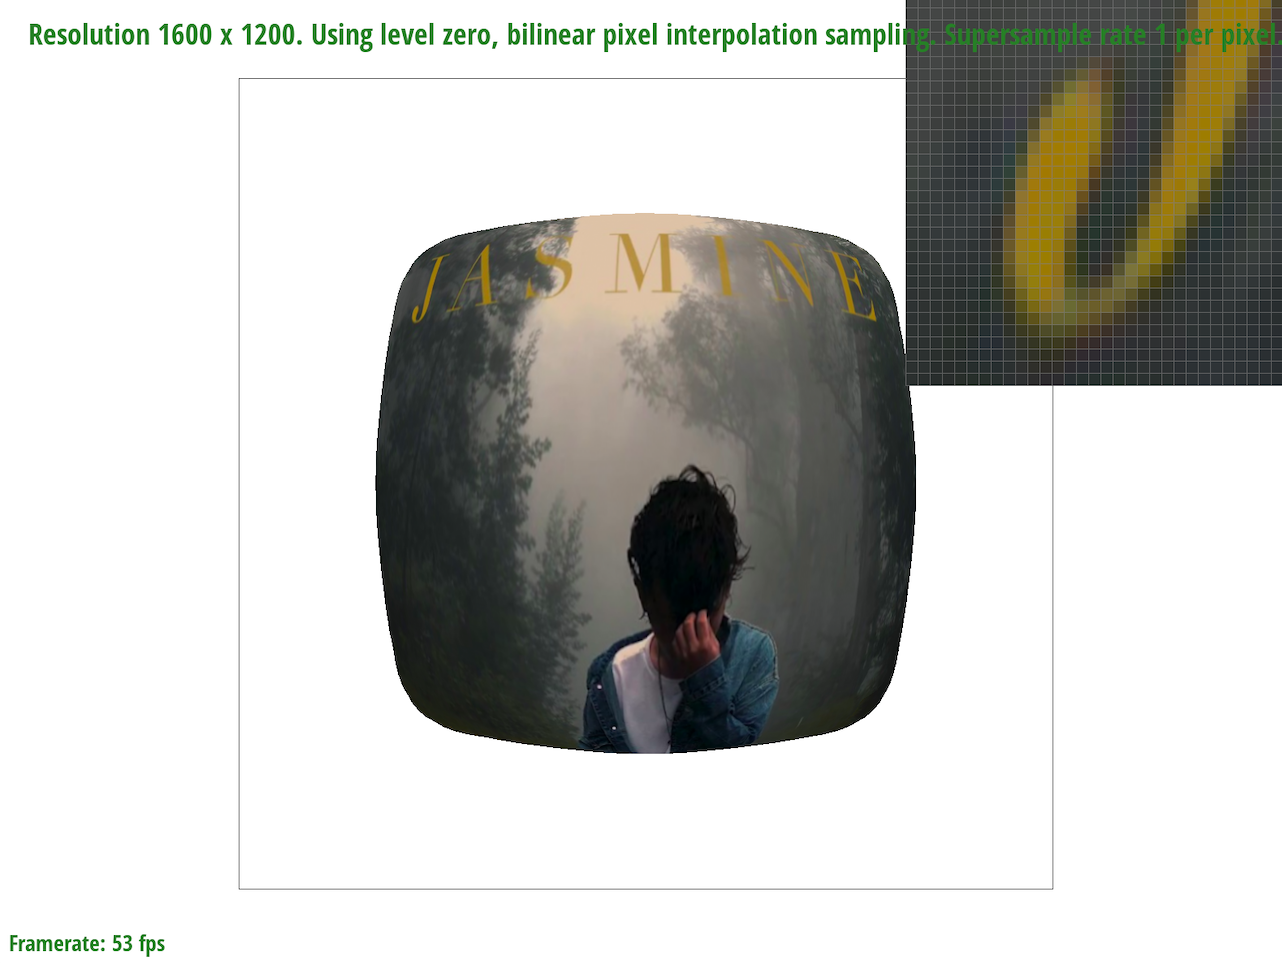 Resolution 1600 x 1200. Using level zero, bilinear pixel interpolation sampling. Supersample rate 1 per pixel.
JASMINE
Framerate: 53 fps